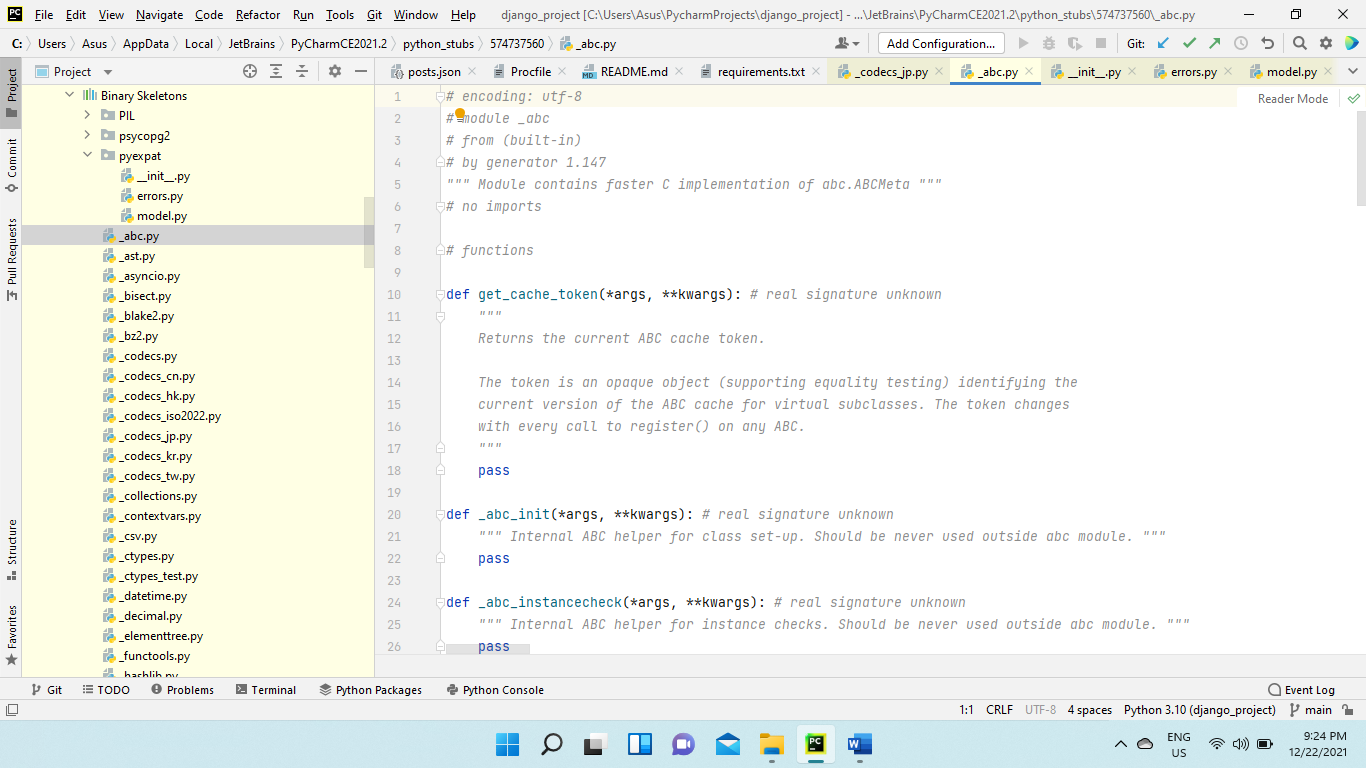 PC File Edit View Navigate Code Refactor Run Tools Git Window Help django_project [C:\Users\Asus\PycharmProjects\django_project] - ...\JetBrains\PyCharmCE2021.2\python_stubs\574737560\_abc.py
C: Users Asus AppData Local JetBrains PyCharmCE2021.2 python_stubs 574737560 _abc.py Add Configuration... Git:
Project posts.json Procfile README.md requirements.txt _codecs_jp.py _abc.py __init__.py errors.py model.py
Project
Commit
Pull Requests
Structure
Favorites
Binary Skeletons
PIL
psycopg2
pyexpat
__init__.py
errors.py
model.py
_abc.py
_ast.py
_asyncio.py
_bisect.py
_blake2.py
_bz2.py
_codecs.py
_codecs_cn.py
_codecs_hk.py
_codecs_iso2022.py
_codecs_jp.py
_codecs_kr.py
_codecs_tw.py
_collections.py
_contextvars.py
_csv.py
_ctypes.py
_ctypes_test.py
_datetime.py
_decimal.py
_elementtree.py
_functools.py
_hashlib.py
Reader Mode
1 # encoding: utf-8
2 # module _abc
3 # from (built-in)
4 # by generator 1.147
5 """ Module contains faster C implementation of abc.ABCMeta """
6 # no imports
7
8 # functions
9
10 def get_cache_token(*args, **kwargs): # real signature unknown
11 """
12 Returns the current ABC cache token.
13
14 The token is an opaque object (supporting equality testing) identifying the
15 current version of the ABC cache for virtual subclasses. The token changes
16 with every call to register() on any ABC.
17 """
18 pass
19
20 def _abc_init(*args, **kwargs): # real signature unknown
21 """ Internal ABC helper for class set-up. Should be never used outside abc module. """
22 pass
23
24 def _abc_instancecheck(*args, **kwargs): # real signature unknown
25 """ Internal ABC helper for instance checks. Should be never used outside abc module. """
26 pass
Git TODO Problems Terminal Python Packages Python Console Event Log
1:1 CRLF UTF-8 4 spaces Python 3.10 (django_project) main
PC W ENG US 9:24 PM
12/22/2021